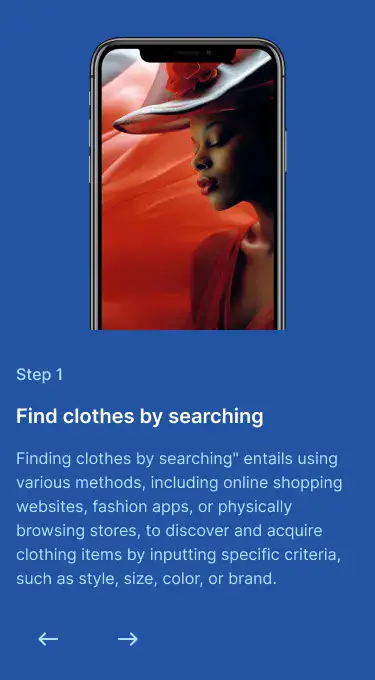 Step 1
Find clothes by searching
Finding clothes by searching" entails using
various methods, including online shopping
websites, fashion apps, or physically
browsing stores, to discover and acquire
clothing items by inputting specific criteria,
such as style, size, color, or brand.